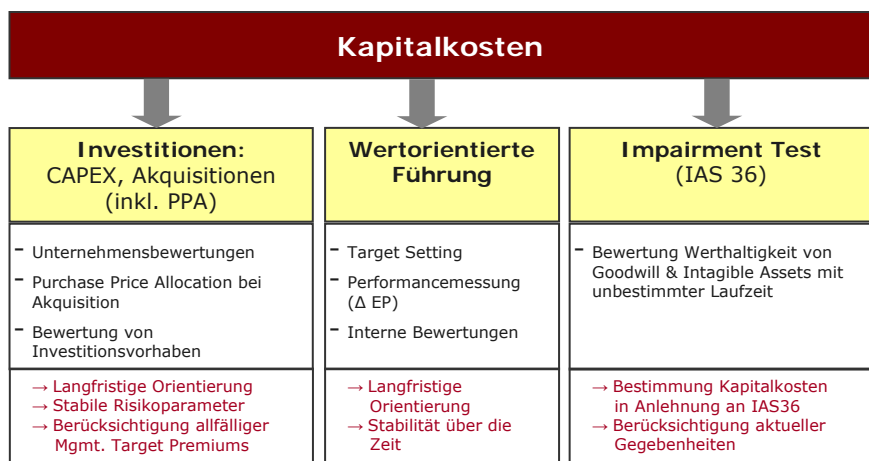 Kapitalkosten
Investitionen:
CAPEX, Akquisitionen
(inkl. PPA)
- Unternehmensbewertungen
- Purchase Price Allocation bei
Akquisition
- Bewertung von
Investitionsvorhaben
→ Langfristige Orientierung
→ Stabile Risikoparameter
→ Berücksichtigung allfälliger
Mgmt. Target Premiums
Wertorientierte
Führung
- Target Setting
- Performancemessung
(Δ EP)
- Interne Bewertungen
→ Langfristige
Orientierung
→ Stabilität über die
Zeit
Impairment Test
(IAS 36)
- Bewertung Werthaltigkeit von
Goodwill & Intagible Assets mit
unbestimmter Laufzeit
→ Bestimmung Kapitalkosten
in Anlehnung an IAS36
→ Berücksichtigung aktueller
Gegebenheiten